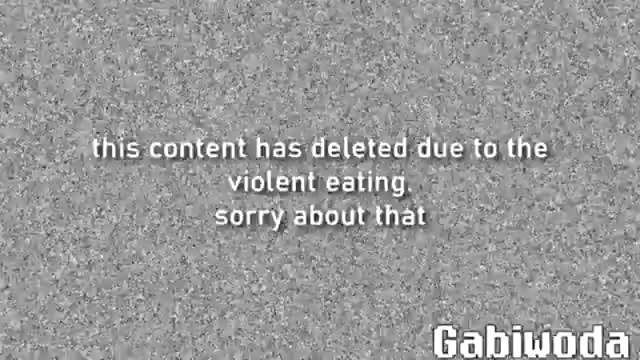 this content has deleted due to the
violent eating.
sorry about that
Gabiwoda